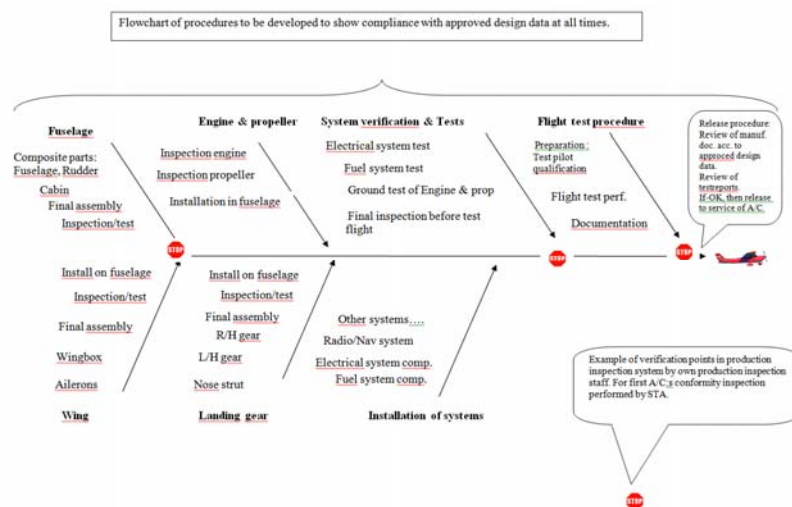 Flowchart of procedures to be developed to show compliance with approved design data at all times.
Fuselage
Composite parts:
Fuselage, Rudder
Cabin
Final assembly
Inspection/test
Engine & propeller
Inspection engine
Inspection propeller
Installation in fuselage
System verification & Tests
Electrical system test
Fuel system test
Ground test of Engine & prop
Final inspection before test
flight
Flight test procedure
Preparation :
Test pilot
qualification
Flight test perf.
Documentation
Release procedure:
Review of manuf.
doc. acc. to
approced design
data.
Review of
testreports.
If-OK, then release
to service of A/C.
STOP
STOP
STOP
Install on fuselage
Inspection/test
Final assembly
Wingbox
Ailerons
Wing
Install on fuselage
Inspection/test
Final assembly
R/H gear
L/H gear
Nose strut
Landing gear
Other systems….
Radio/Nav system
Electrical system comp.
Fuel system comp.
Installation of systems
Example of verification points in production
inspection system by own production inspection
staff. For first A/C;s conformity inspection
performed by STA.
STOP